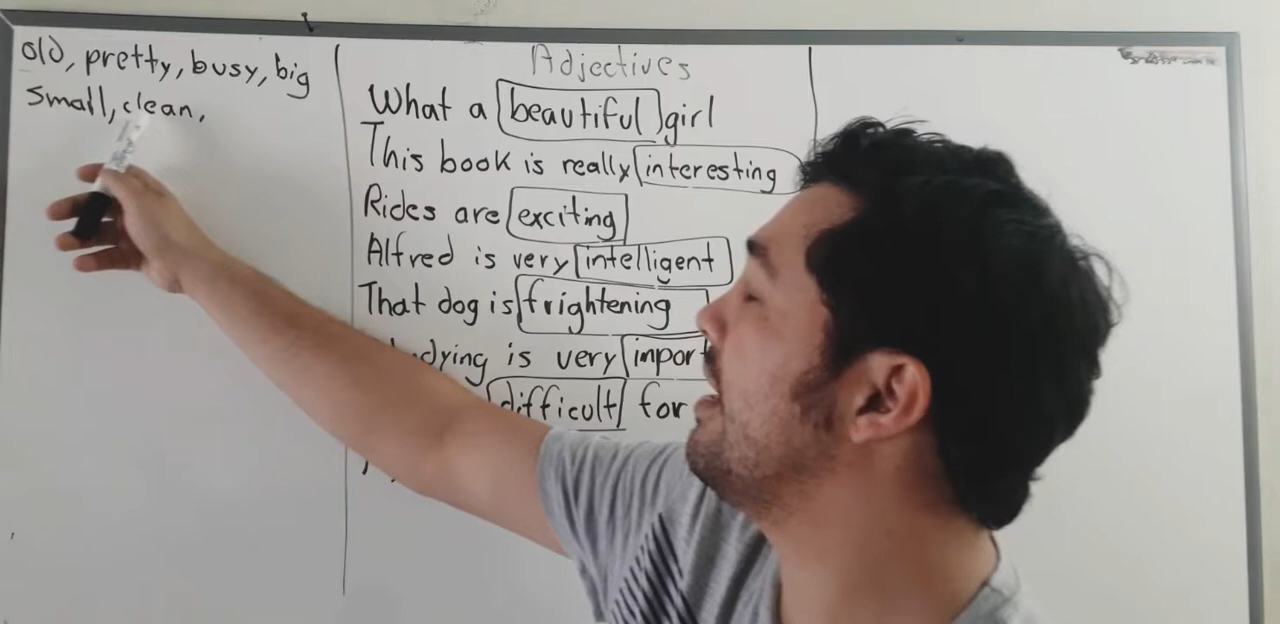 old, pretty, busy, big
small, clean,
Adjectives
What a beautiful girl
This book is really interesting
Rides are exciting
Alfred is very intelligent
That dog is frightening
is very
difficult for